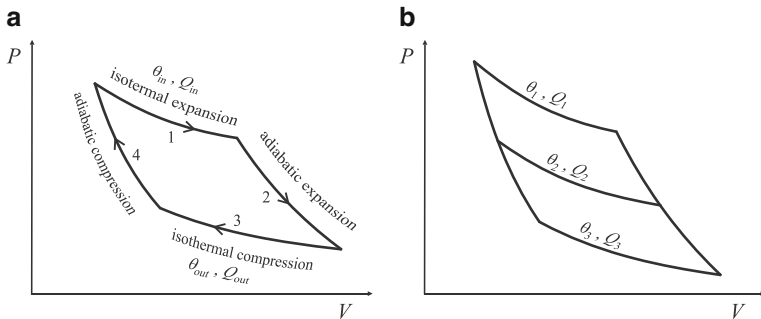 a
P
θin , Qin
isotermal expansion
1
adiabatic compression
4
adiabatic expansion
2
3
isothermal compression
θout , Qout
V
b
P
θ1 , Q1
θ2 , Q2
θ3 , Q3
V